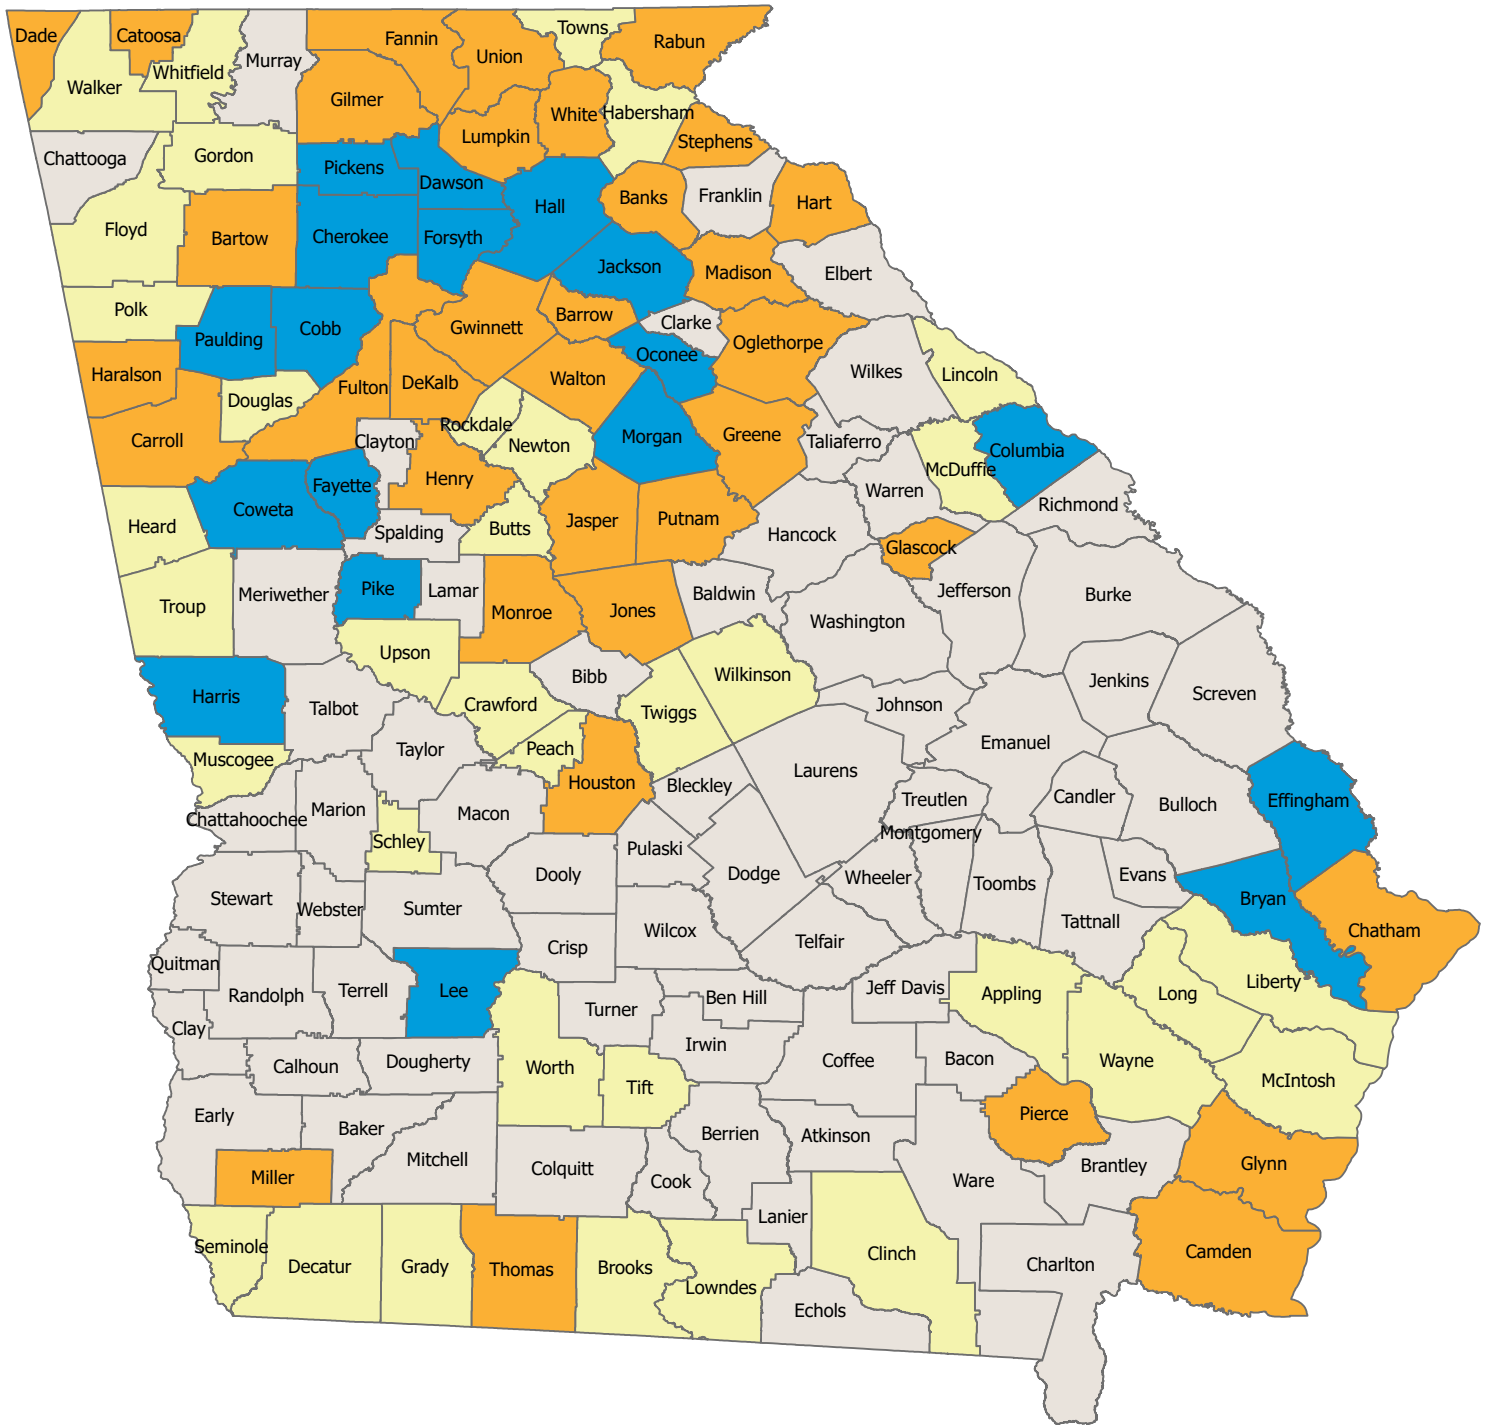 Dade
Catoosa
Fannin
Towns
Union
Rabun
Murray
Whitfield
Walker
Gilmer
White
Habersham
Lumpkin
Stephens
Gordon
Chattooga
Pickens
Dawson
Franklin
Banks
Hart
Hall
Floyd
Bartow
Cherokee
Forsyth
Jackson
Madison
Elbert
Polk
Barrow
Clarke
Gwinnett
Cobb
Paulding
Oglethorpe
Oconee
Haralson
Wilkes
Lincoln
Walton
DeKalb
Fulton
Douglas
Rockdale
Greene
Morgan
Carroll
Clayton
Taliaferro
Newton
Columbia
McDuffie
Henry
Fayette
Warren
Richmond
Coweta
Putnam
Jasper
Heard
Butts
Spalding
Hancock
Glascock
Pike
Lamar
Jefferson
Baldwin
Meriwether
Burke
Troup
Monroe
Jones
Washington
Upson
Wilkinson
Bibb
Jenkins
Screven
Harris
Crawford
Johnson
Talbot
Twiggs
Emanuel
Taylor
Peach
Muscogee
Laurens
Houston
Bleckley
Candler
Treutlen
Effingham
Bulloch
Marion
Macon
Chattahoochee
Montgomery
Schley
Pulaski
Dooly
Dodge
Evans
Wheeler
Toombs
Stewart
Bryan
Webster
Sumter
Tattnall
Wilcox
Chatham
Telfair
Crisp
Quitman
Liberty
Jeff Davis
Terrell
Lee
Appling
Long
Randolph
Ben Hill
Turner
Clay
Irwin
Coffee
Bacon
Wayne
Dougherty
Calhoun
Worth
McIntosh
Tift
Pierce
Early
Baker
Berrien
Atkinson
Mitchell
Colquitt
Brantley
Glynn
Miller
Cook
Ware
Lanier
Seminole
Camden
Clinch
Charlton
Decatur
Grady
Thomas
Brooks
Lowndes
Echols